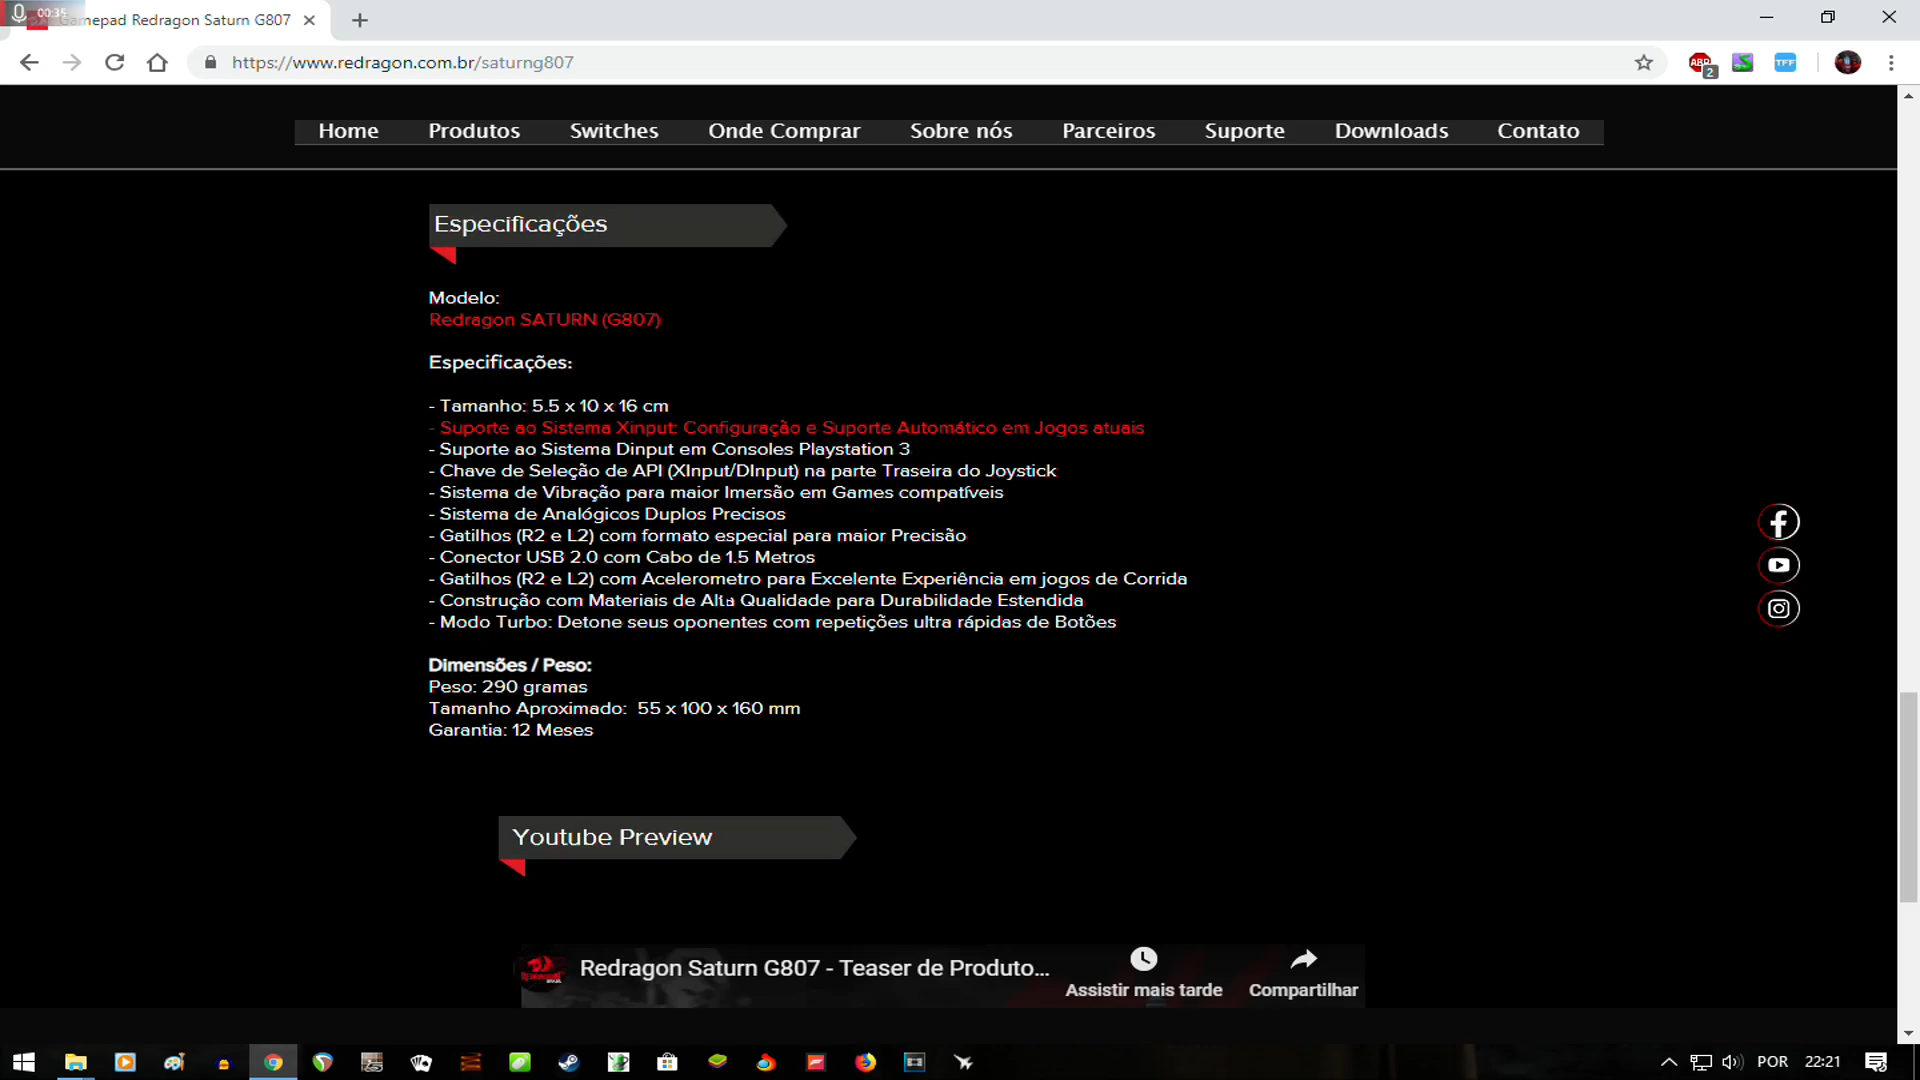 00:35
Gamepad Redragon Saturn G807
https://www.redragon.com.br/saturng807
ABP
2
S
TFF
Home Produtos Switches Onde Comprar Sobre nós Parceiros Suporte Downloads Contato
Especificações
Modelo:
Redragon SATURN (G807)
Especificações:
- Tamanho: 5.5 x 10 x 16 cm
- Suporte ao Sistema Xinput: Configuração e Suporte Automático em Jogos atuais
- Suporte ao Sistema Dinput em Consoles Playstation 3
- Chave de Seleção de API (XInput/DInput) na parte Traseira do Joystick
- Sistema de Vibração para maior Imersão em Games compatíveis
- Sistema de Analógicos Duplos Precisos
- Gatilhos (R2 e L2) com formato especial para maior Precisão
- Conector USB 2.0 com Cabo de 1.5 Metros
- Gatilhos (R2 e L2) com Acelerometro para Excelente Experiência em jogos de Corrida
- Construção com Materiais de Alta Qualidade para Durabilidade Estendida
- Modo Turbo: Detone seus oponentes com repetições ultra rápidas de Botões
Dimensões / Peso:
Peso: 290 gramas
Tamanho Aproximado: 55 x 100 x 160 mm
Garantia: 12 Meses
Youtube Preview
REDRAGON
Redragon Saturn G807 - Teaser de Produto...
Assistir mais tarde
Compartilhar
POR 22:21